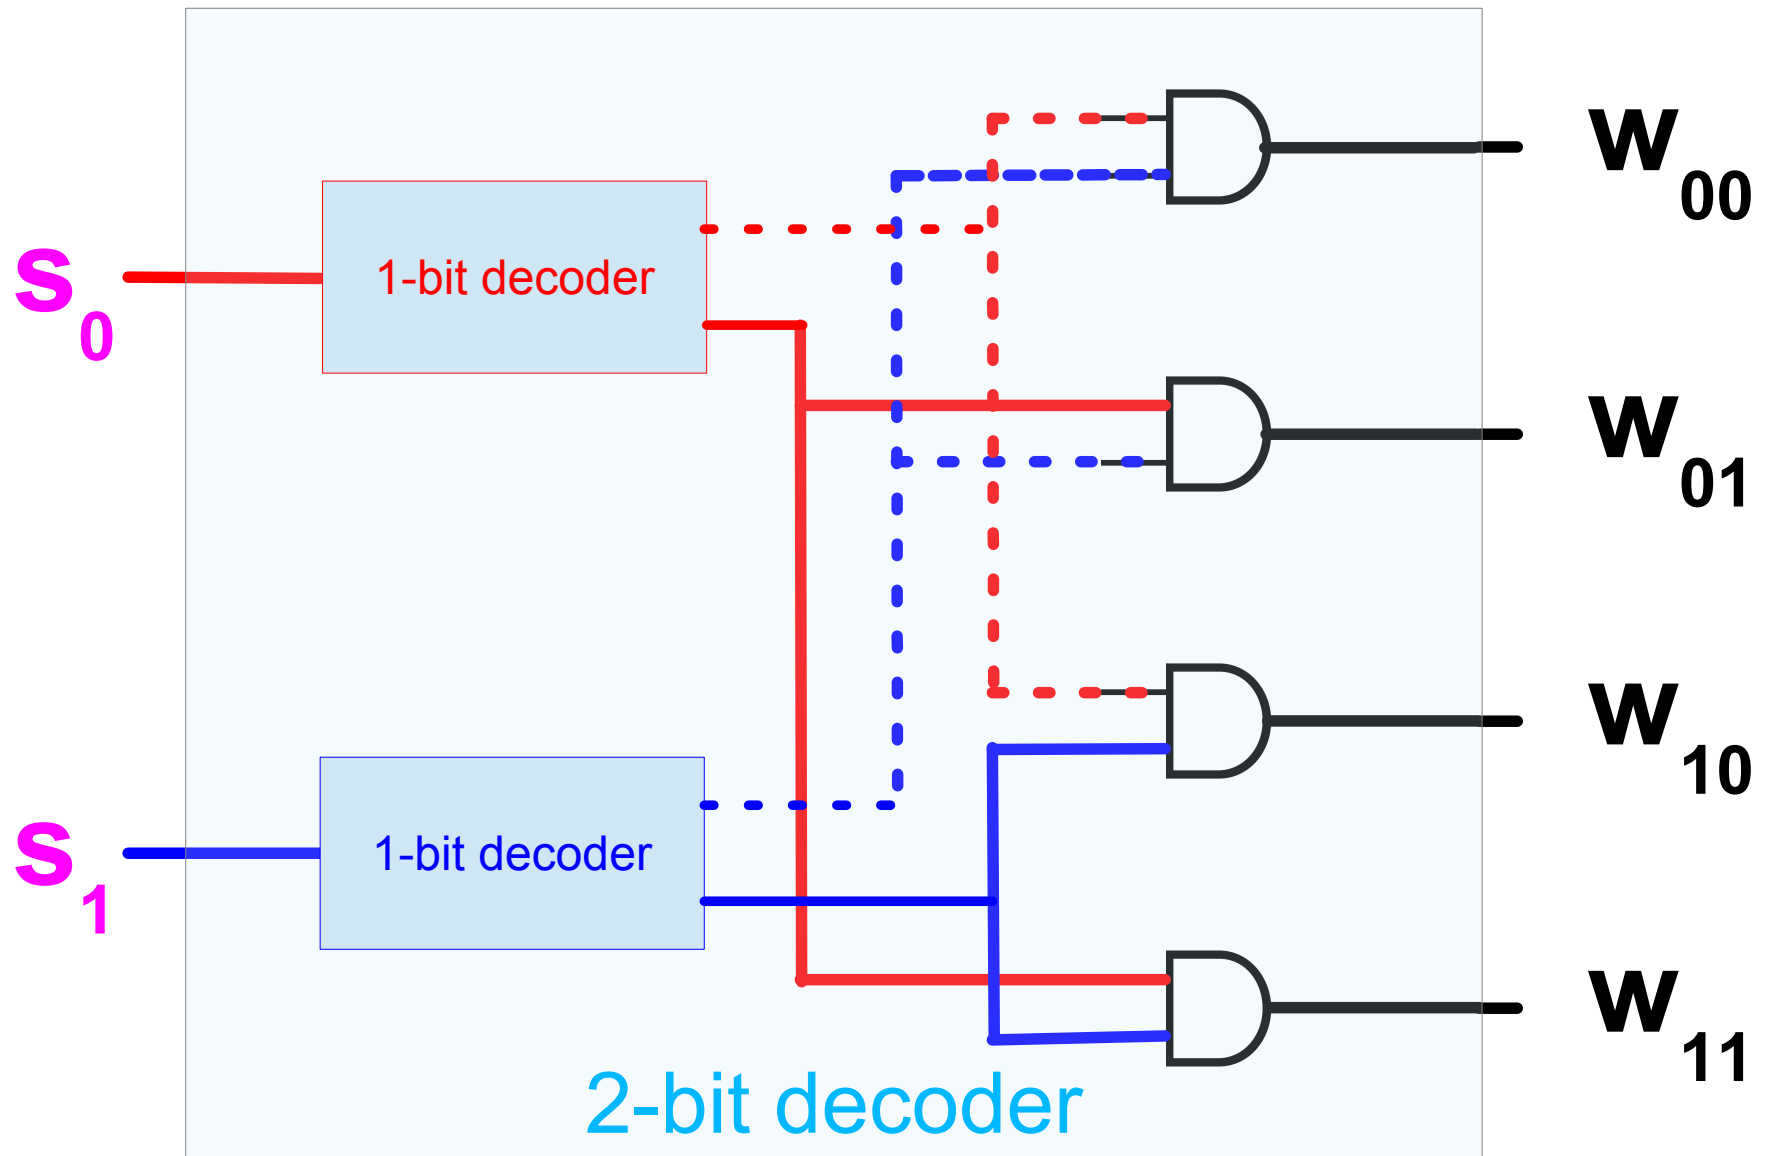 w00
s0
1-bit decoder
w01
w10
s1
1-bit decoder
w11
2-bit decoder